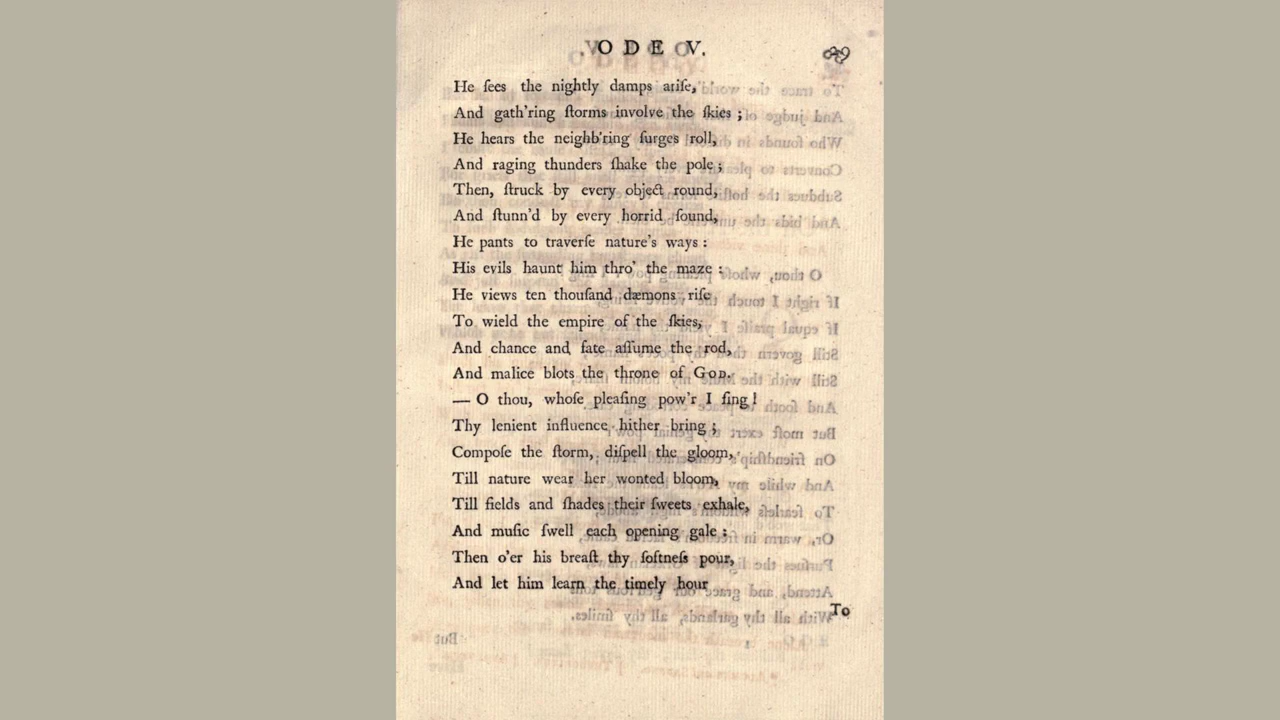 ODE V.
He ſees the nightly damps ariſe,
And gath'ring ſtorms involve the ſkies ;
He hears the neighb'ring ſurges roll,
And raging thunders ſhake the pole ;
Then, ſtruck by every object round,
And ſtunn'd by every horrid ſound,
He pants to traverſe nature's ways :
His evils haunt him thro' the maze :
He views ten thouſand dæmons riſe
To wield the empire of the ſkies,
And chance and fate aſſume the rod,
And malice blots the throne of GOD.
— O thou, whoſe pleaſing pow'r I ſing !
Thy lenient influence hither bring ;
Compoſe the ſtorm, diſpell the gloom,
Till nature wear her wonted bloom,
Till fields and ſhades their ſweets exhale,
And muſic ſwell each opening gale :
Then o'er his breaſt thy ſoftneſs pour,
And let him learn the timely hour
To